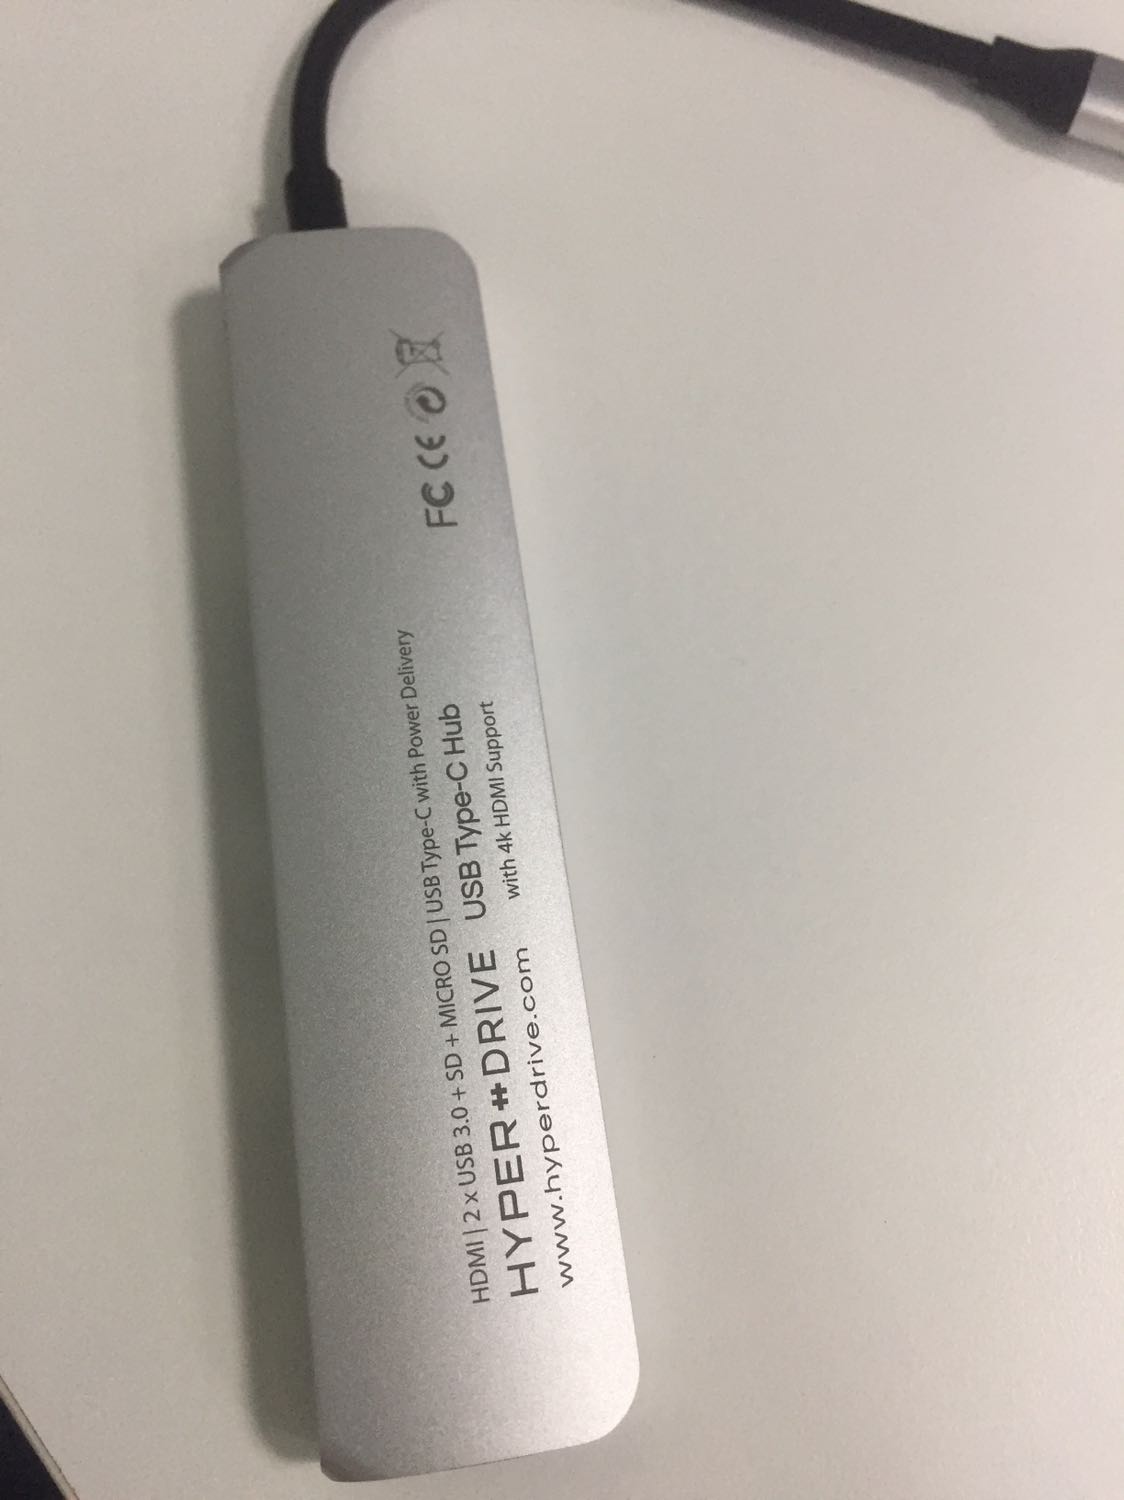 HDMI | 2 x USB 3.0 + SD + MICRO SD | USB Type-C with Power Delivery
HYPER DRIVE USB Type-C Hub
www.hyperdrive.com with 4k HDMI Support
FC CE